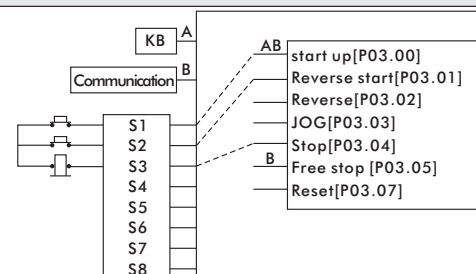 KB
A
Communication
B
S1
S2
S3
S4
S5
S6
S7
S8
AB
start up[P03.00]
Reverse start[P03.01]
Reverse[P03.02]
JOG[P03.03]
Stop[P03.04]
B
Free stop [P03.05]
Reset[P03.07]